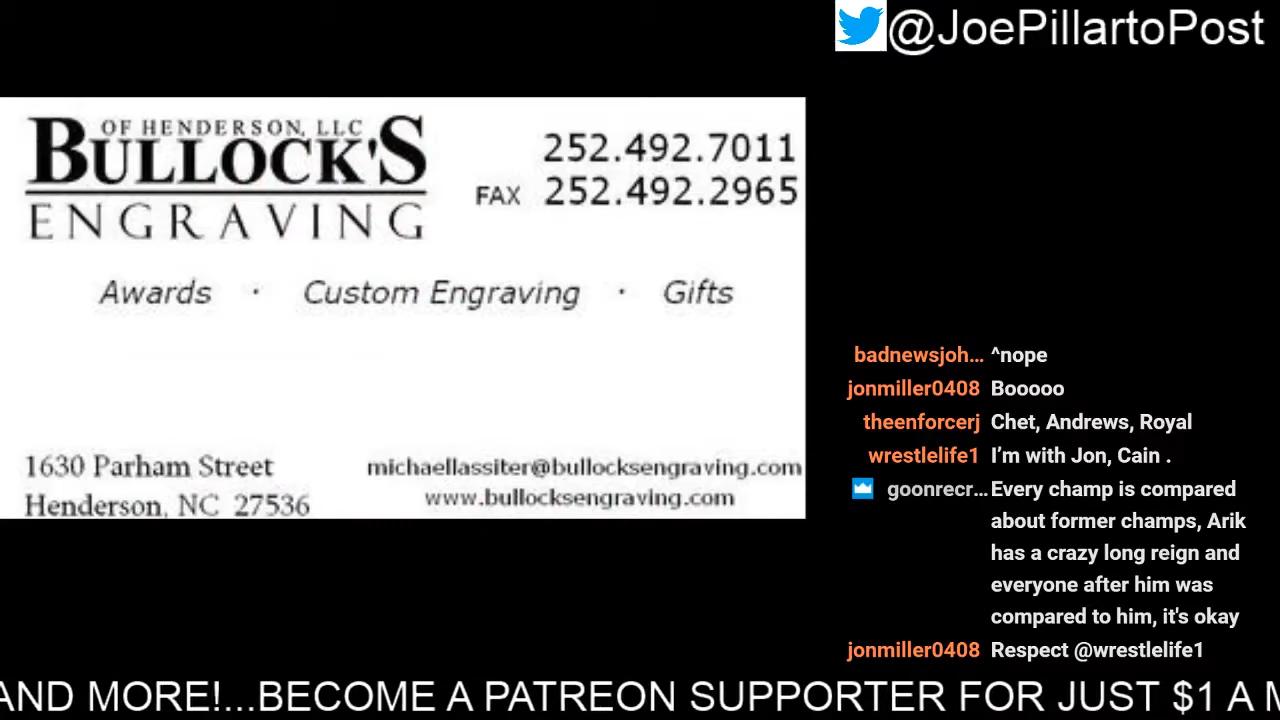 @JoePillartoPost
OF HENDERSON, LLC
BULLOCK'S
ENGRAVING
252.492.7011
FAX 252.492.2965
Awards · Custom Engraving · Gifts
1630 Parham Street
Henderson, NC 27536
michaellassiter@bullocksengraving.com
www.bullocksengraving.com
badnewsjoh… ^nope
jonmiller0408 Booooo
theenforcerj Chet, Andrews, Royal
wrestlelife1 I’m with Jon, Cain .
goonrecr… Every champ is compared
about former champs, Arik
has a crazy long reign and
everyone after him was
compared to him, it's okay
jonmiller0408 Respect @wrestlelife1
AND MORE!...BECOME A PATREON SUPPORTER FOR JUST $1 A M